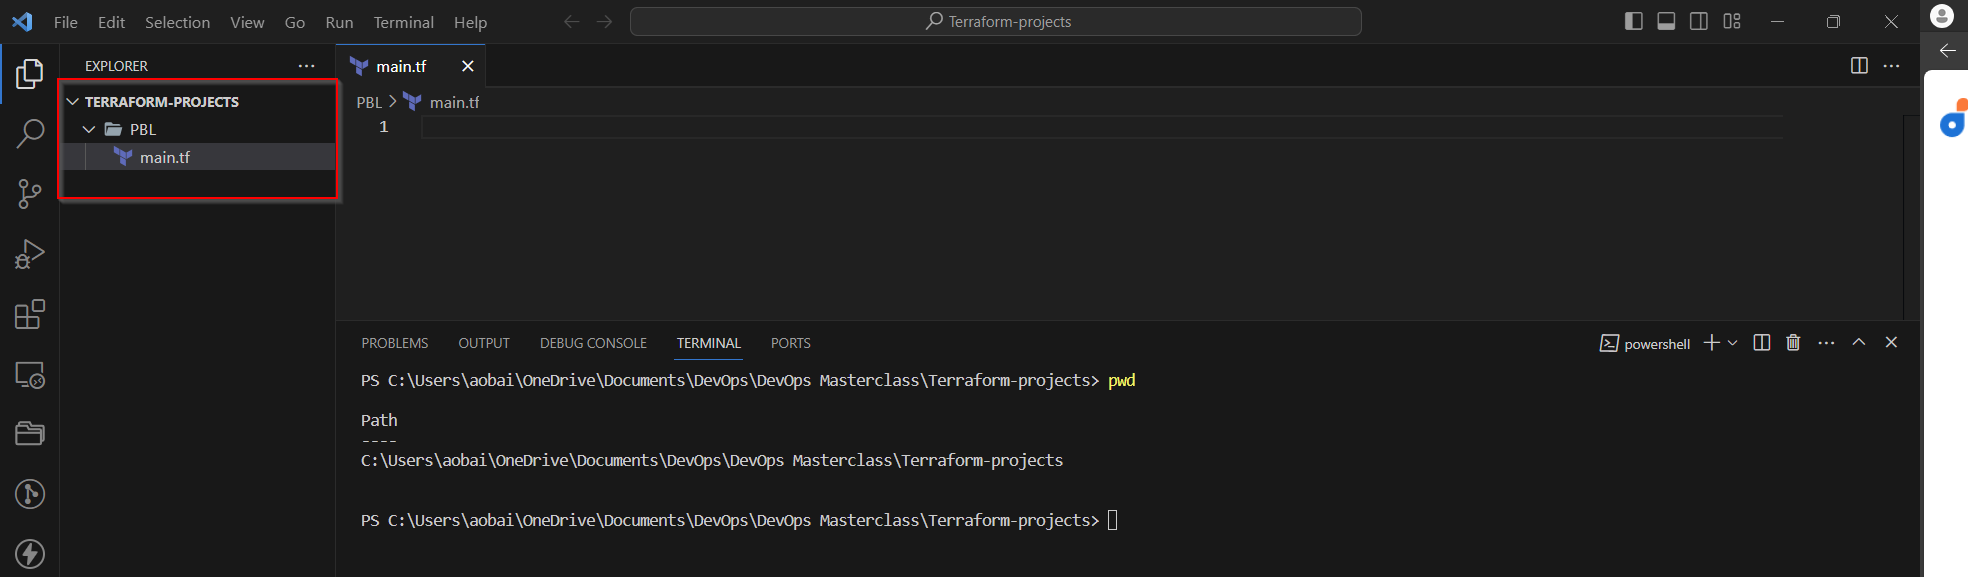 File Edit Selection View Go Run Terminal Help
Terraform-projects
EXPLORER
TERRAFORM-PROJECTS
PBL
main.tf
main.tf
PBL > main.tf
1
PROBLEMS OUTPUT DEBUG CONSOLE TERMINAL PORTS
powershell
PS C:\Users\aobai\OneDrive\Documents\DevOps\DevOps Masterclass\Terraform-projects> pwd
Path
----
C:\Users\aobai\OneDrive\Documents\DevOps\DevOps Masterclass\Terraform-projects
PS C:\Users\aobai\OneDrive\Documents\DevOps\DevOps Masterclass\Terraform-projects>